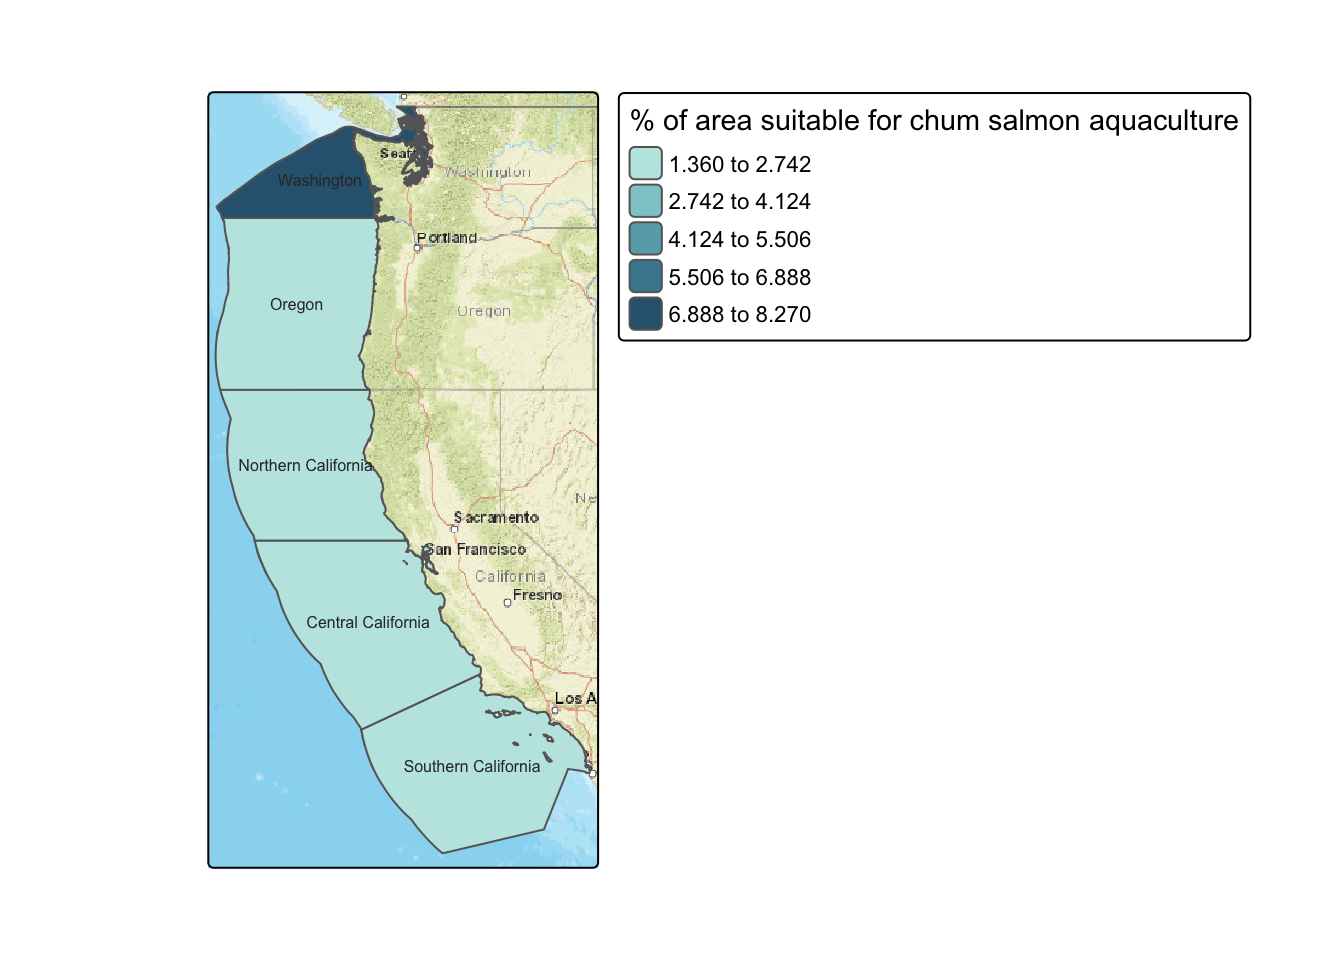 % of area suitable for chum salmon aquaculture
1.360 to 2.742
2.742 to 4.124
4.124 to 5.506
5.506 to 6.888
6.888 to 8.270
Seatt
Washington
Washington
Portland
Oregon
Oregon
Northern California
Ne
Sacramento
San Francisco
California
Fresno
Central California
Los A
Southern California